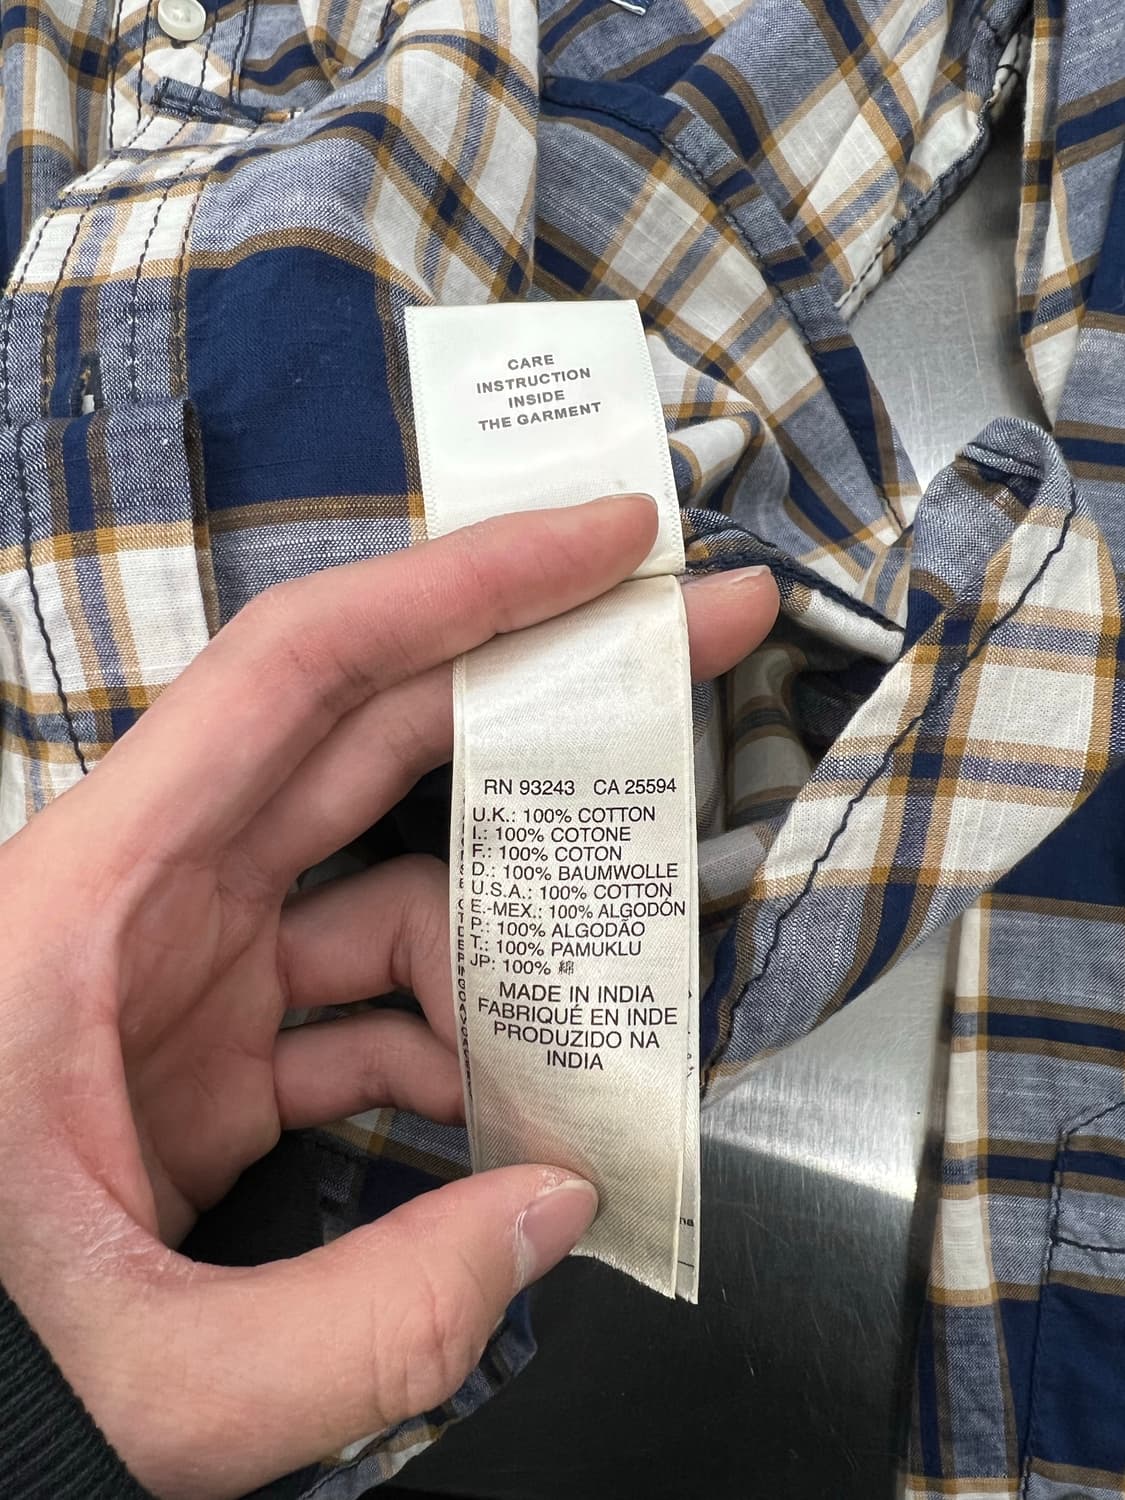 CARE
INSTRUCTION
INSIDE
THE GARMENT
RN 93243 CA 25594
U.K.: 100% COTTON
I.: 100% COTONE
F.: 100% COTON
D.: 100% BAUMWOLLE
U.S.A.: 100% COTTON
E.-MEX.: 100% ALGODÓN
P.: 100% ALGODÃO
T.: 100% PAMUKLU
JP: 100% 綿
MADE IN INDIA
FABRIQUÉ EN INDE
PRODUZIDO NA
INDIA